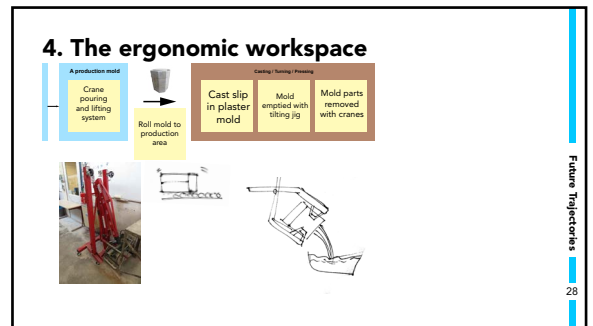 4. The ergonomic workspace
A production mold
Crane
pouring
and lifting
system
Roll mold to
production
area
Casting / Turning / Pressing
Cast slip
in plaster
mold
Mold
emptied with
tilting jig
Mold parts
removed
with cranes
Future Trajectories
28